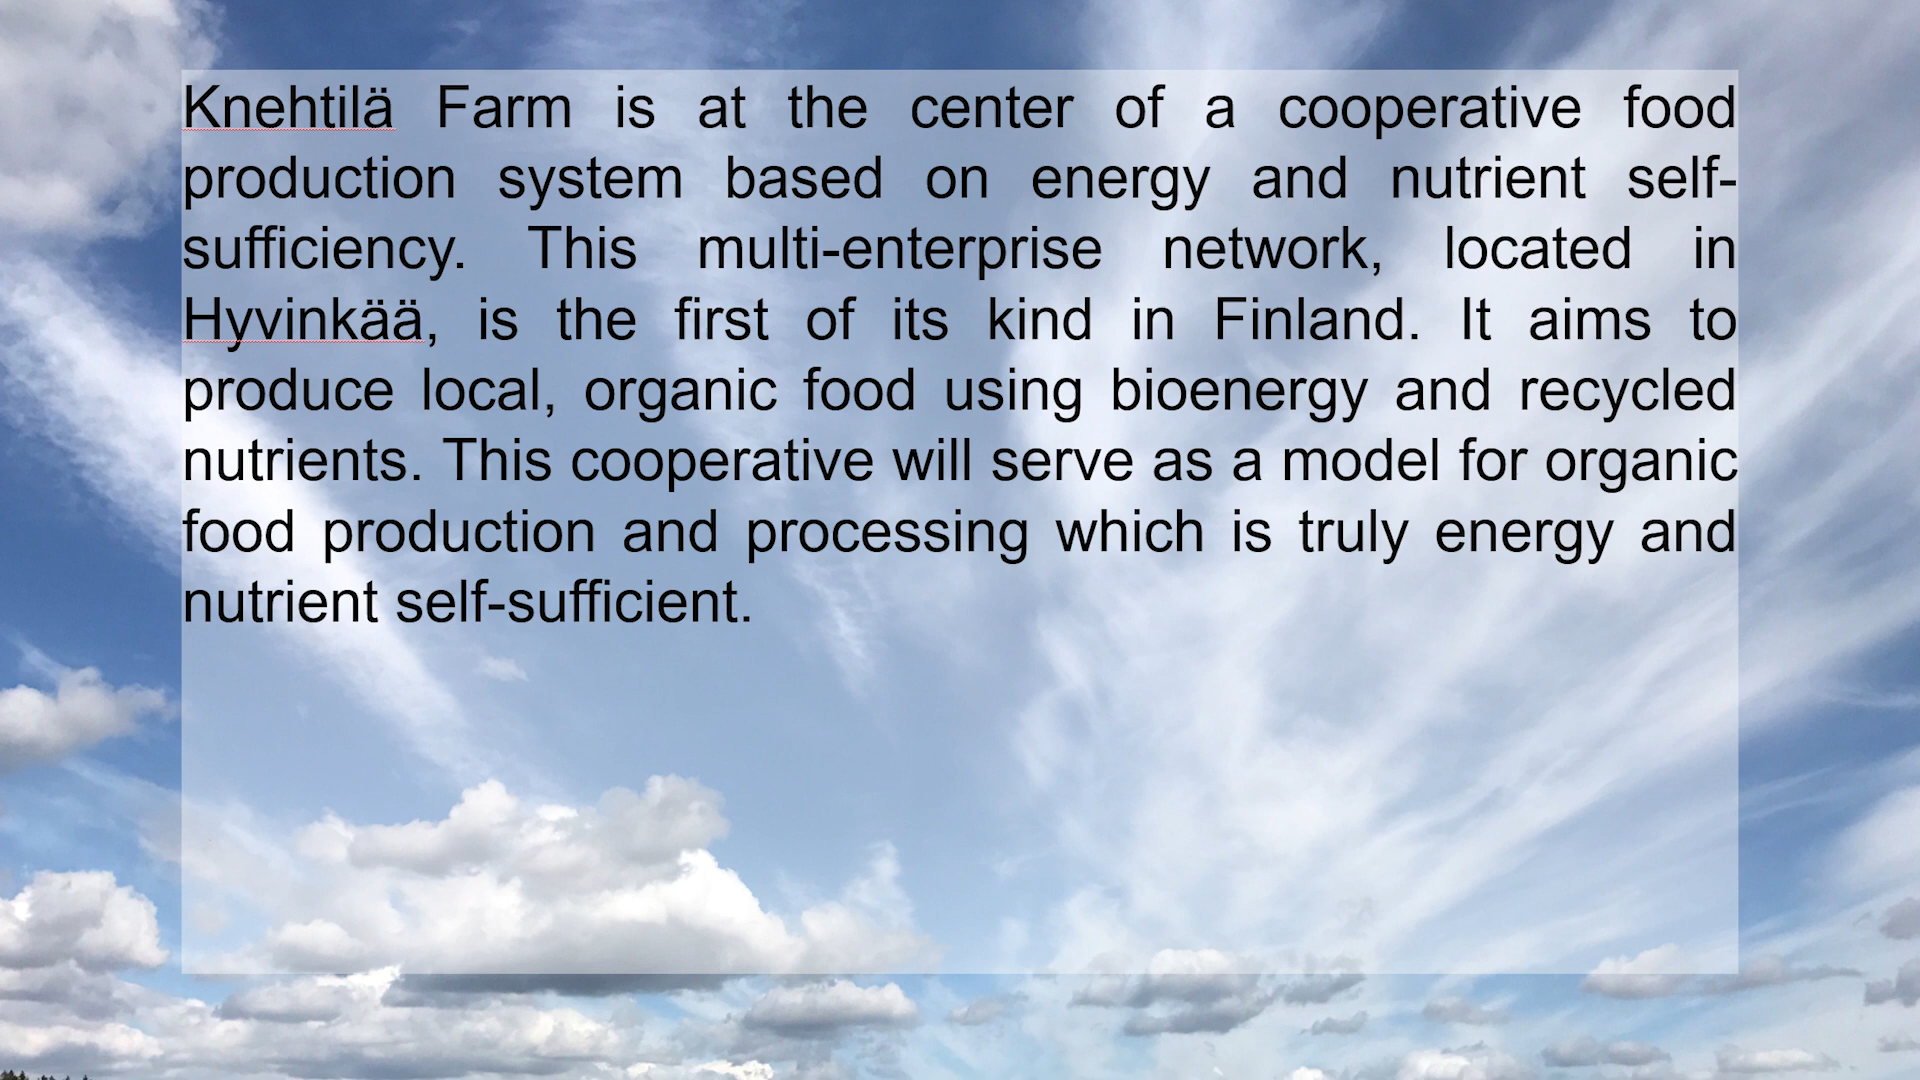 Knehtilä Farm is at the center of a cooperative food
production system based on energy and nutrient self-
sufficiency. This multi-enterprise network, located in
Hyvinkää, is the first of its kind in Finland. It aims to
produce local, organic food using bioenergy and recycled
nutrients. This cooperative will serve as a model for organic
food production and processing which is truly energy and
nutrient self-sufficient.